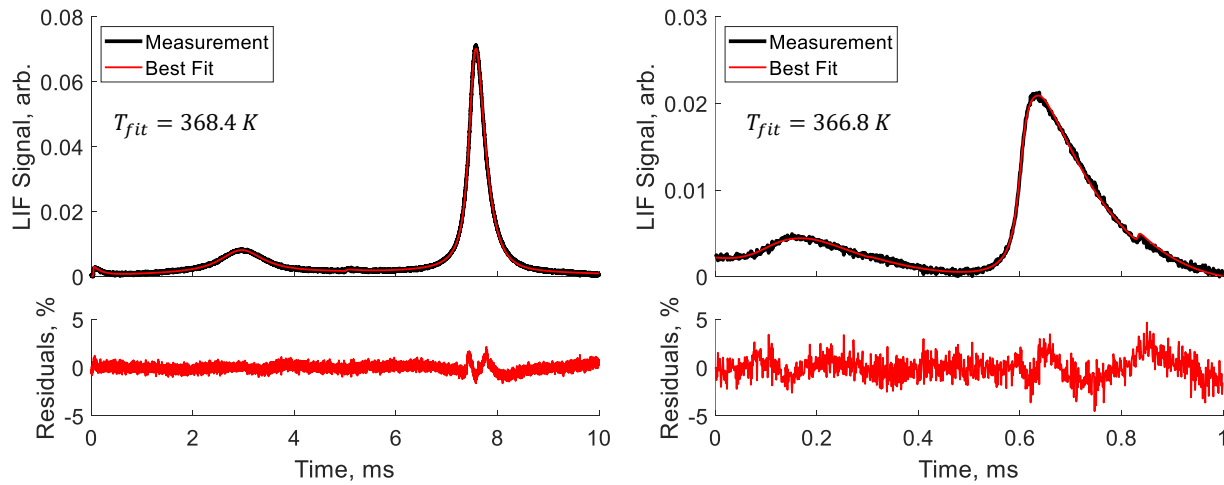 0.08
0.06
0.04
0.02
0
LIF Signal, arb.
Measurement
Best Fit
T_fit = 368.4 K
5
0
-5
Residuals, %
0 2 4 6 8 10
Time, ms
0.03
0.02
0.01
0
LIF Signal, arb.
Measurement
Best Fit
T_fit = 366.8 K
5
0
-5
Residuals, %
0 0.2 0.4 0.6 0.8 1
Time, ms